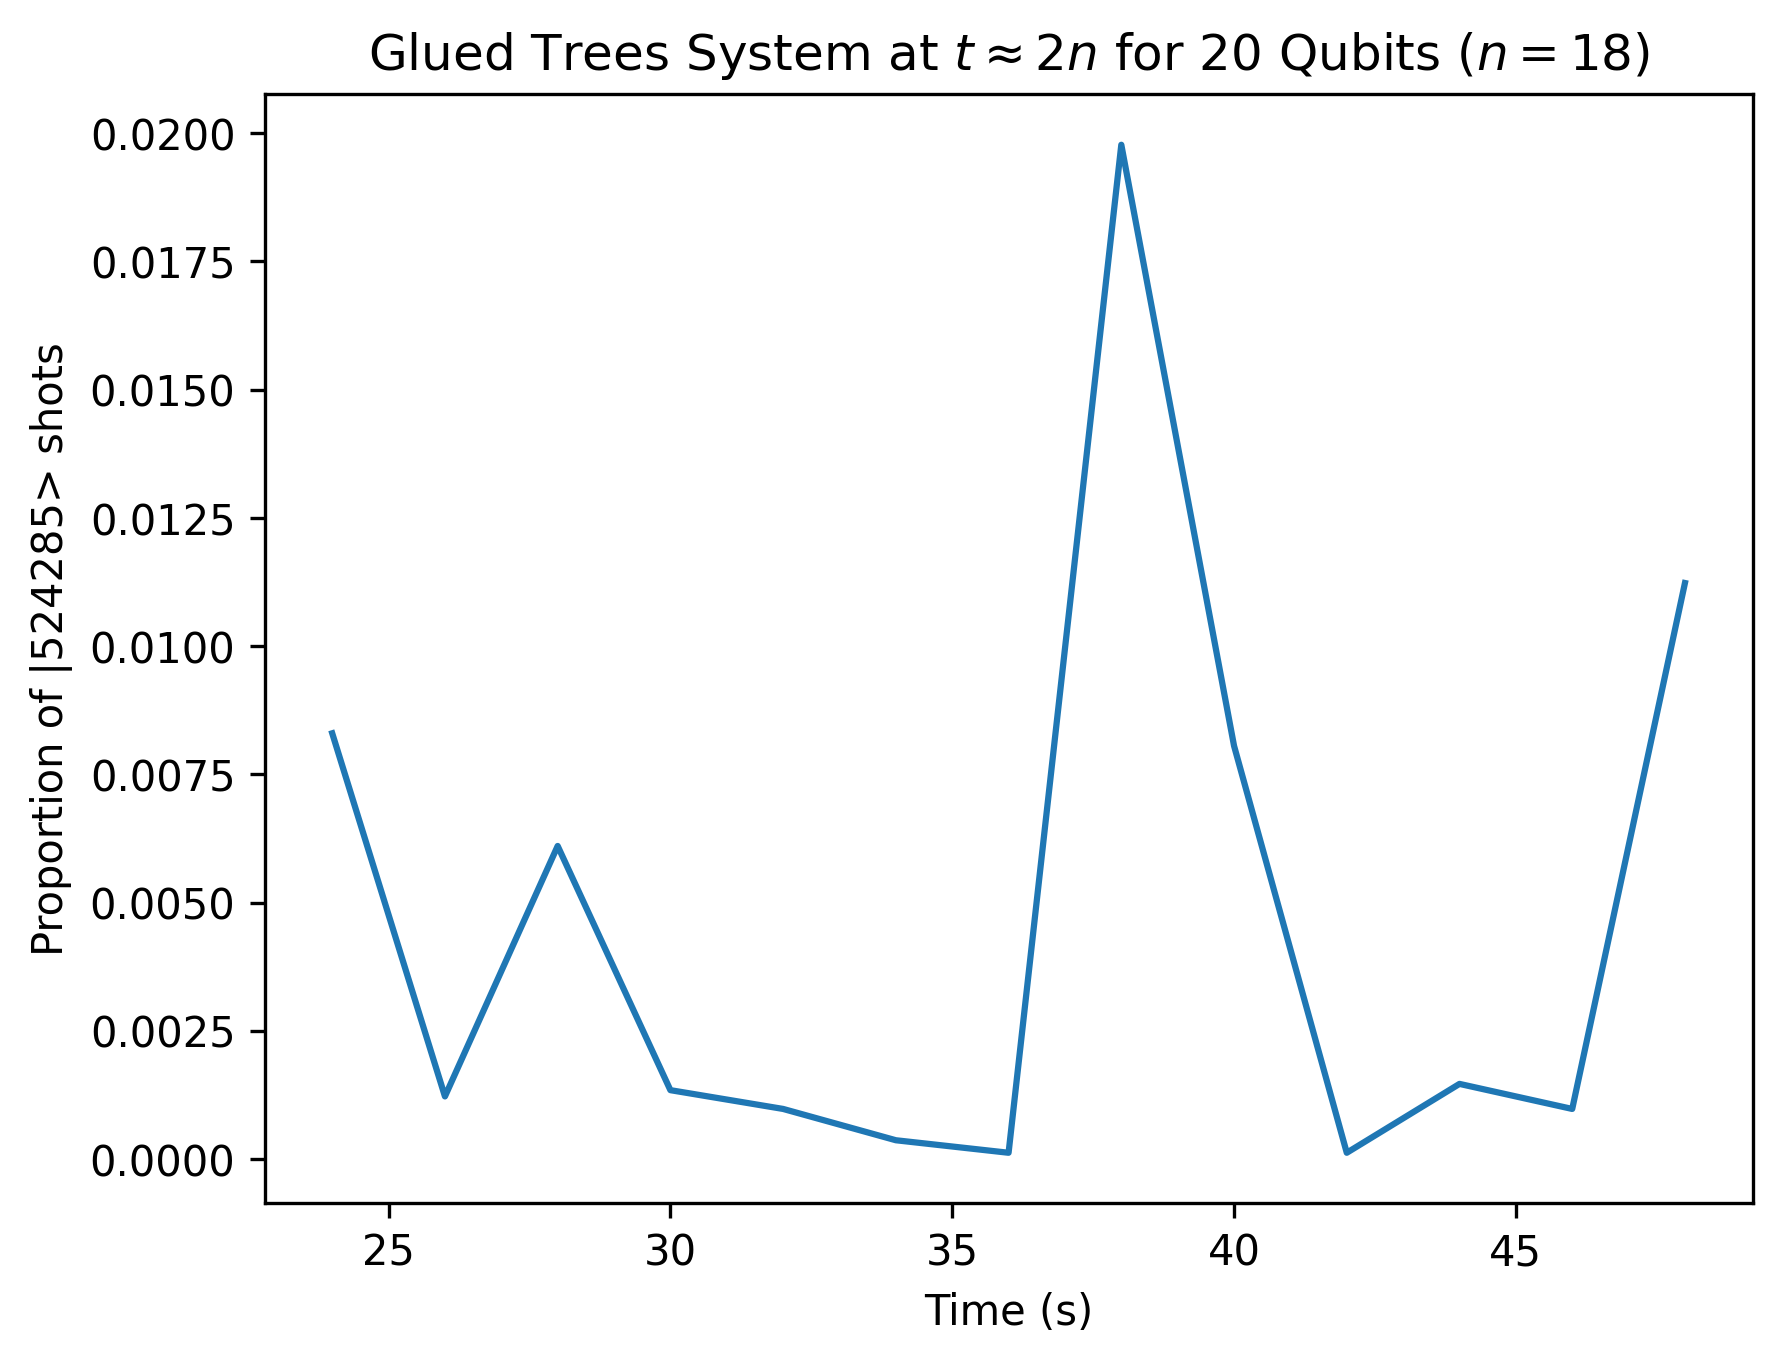 Glued Trees System at t ≈ 2n for 20 Qubits (n = 18)
Proportion of |524285> shots
0.0200
0.0175
0.0150
0.0125
0.0100
0.0075
0.0050
0.0025
0.0000
25 30 35 40 45
Time (s)